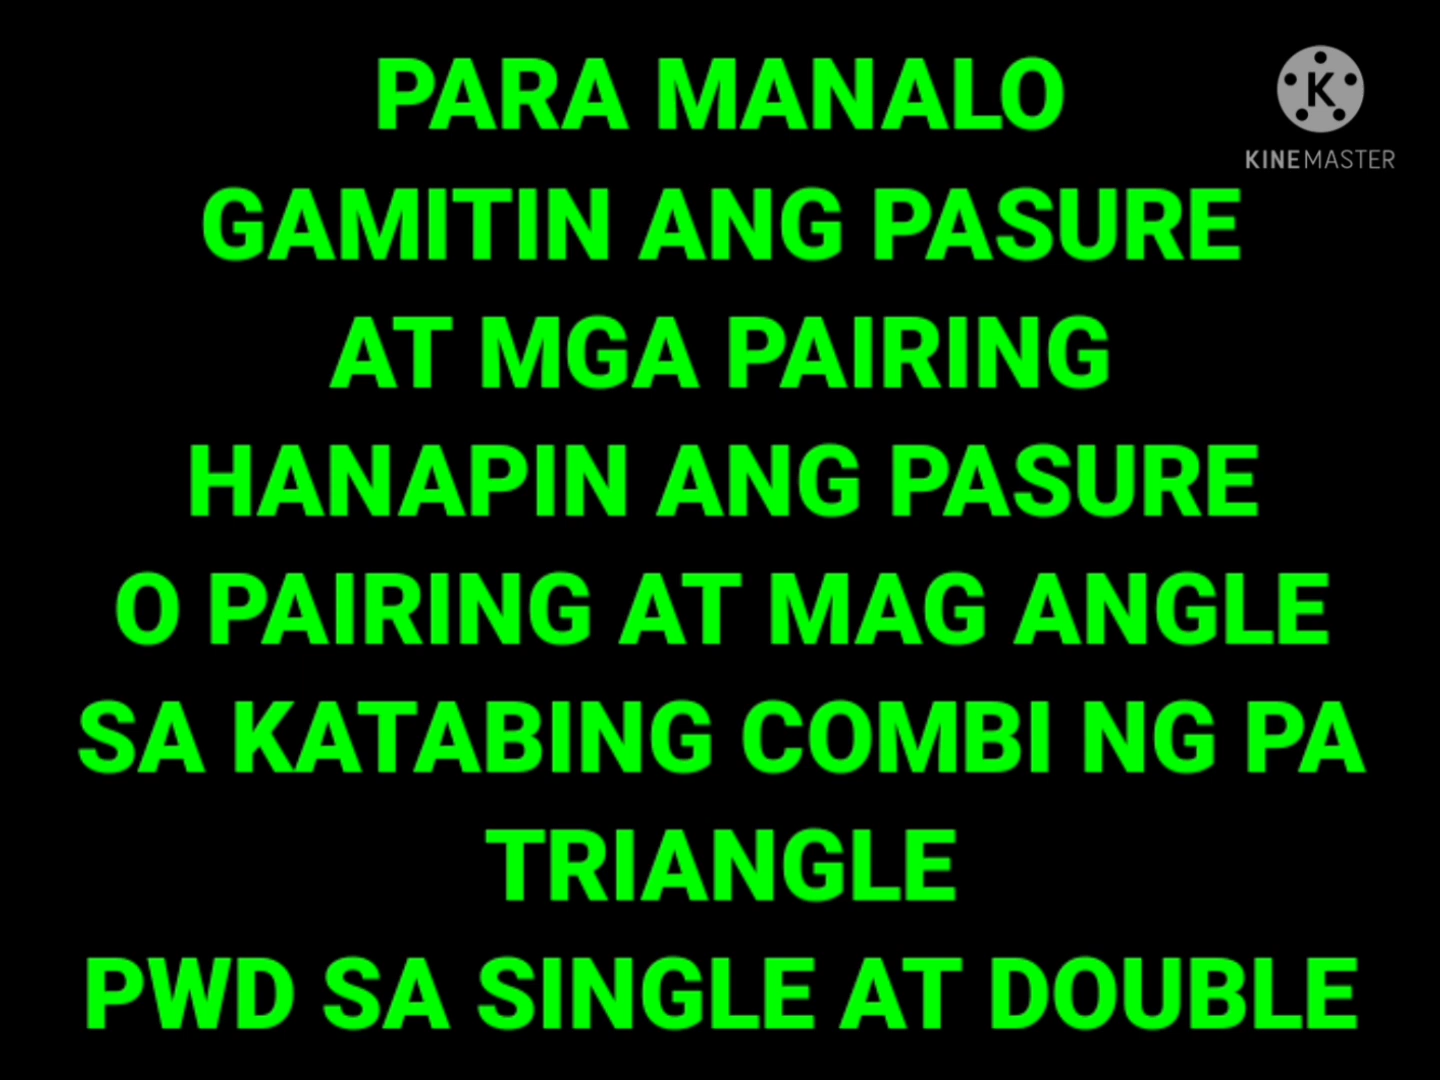 PARA MANALO
KINEMASTER
GAMITIN ANG PASURE
AT MGA PAIRING
HANAPIN ANG PASURE
O PAIRING AT MAG ANGLE
SA KATABING COMBI NG PA
TRIANGLE
PWD SA SINGLE AT DOUBLE